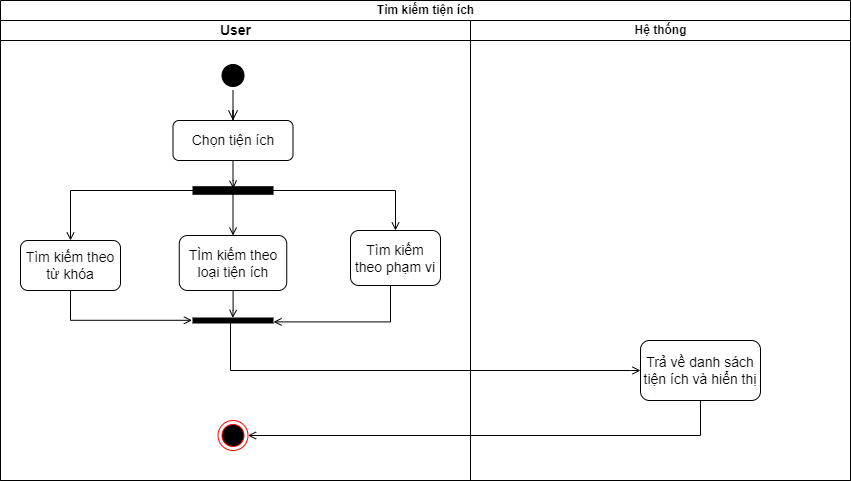 Tìm kiếm tiện ích
User
Hệ thống
Chọn tiện ích
Tìm kiếm theo
từ khóa
TÌm kiếm theo
loại tiện ích
Tìm kiếm
theo phạm vi
Trả về danh sách
tiện ích và hiển thị